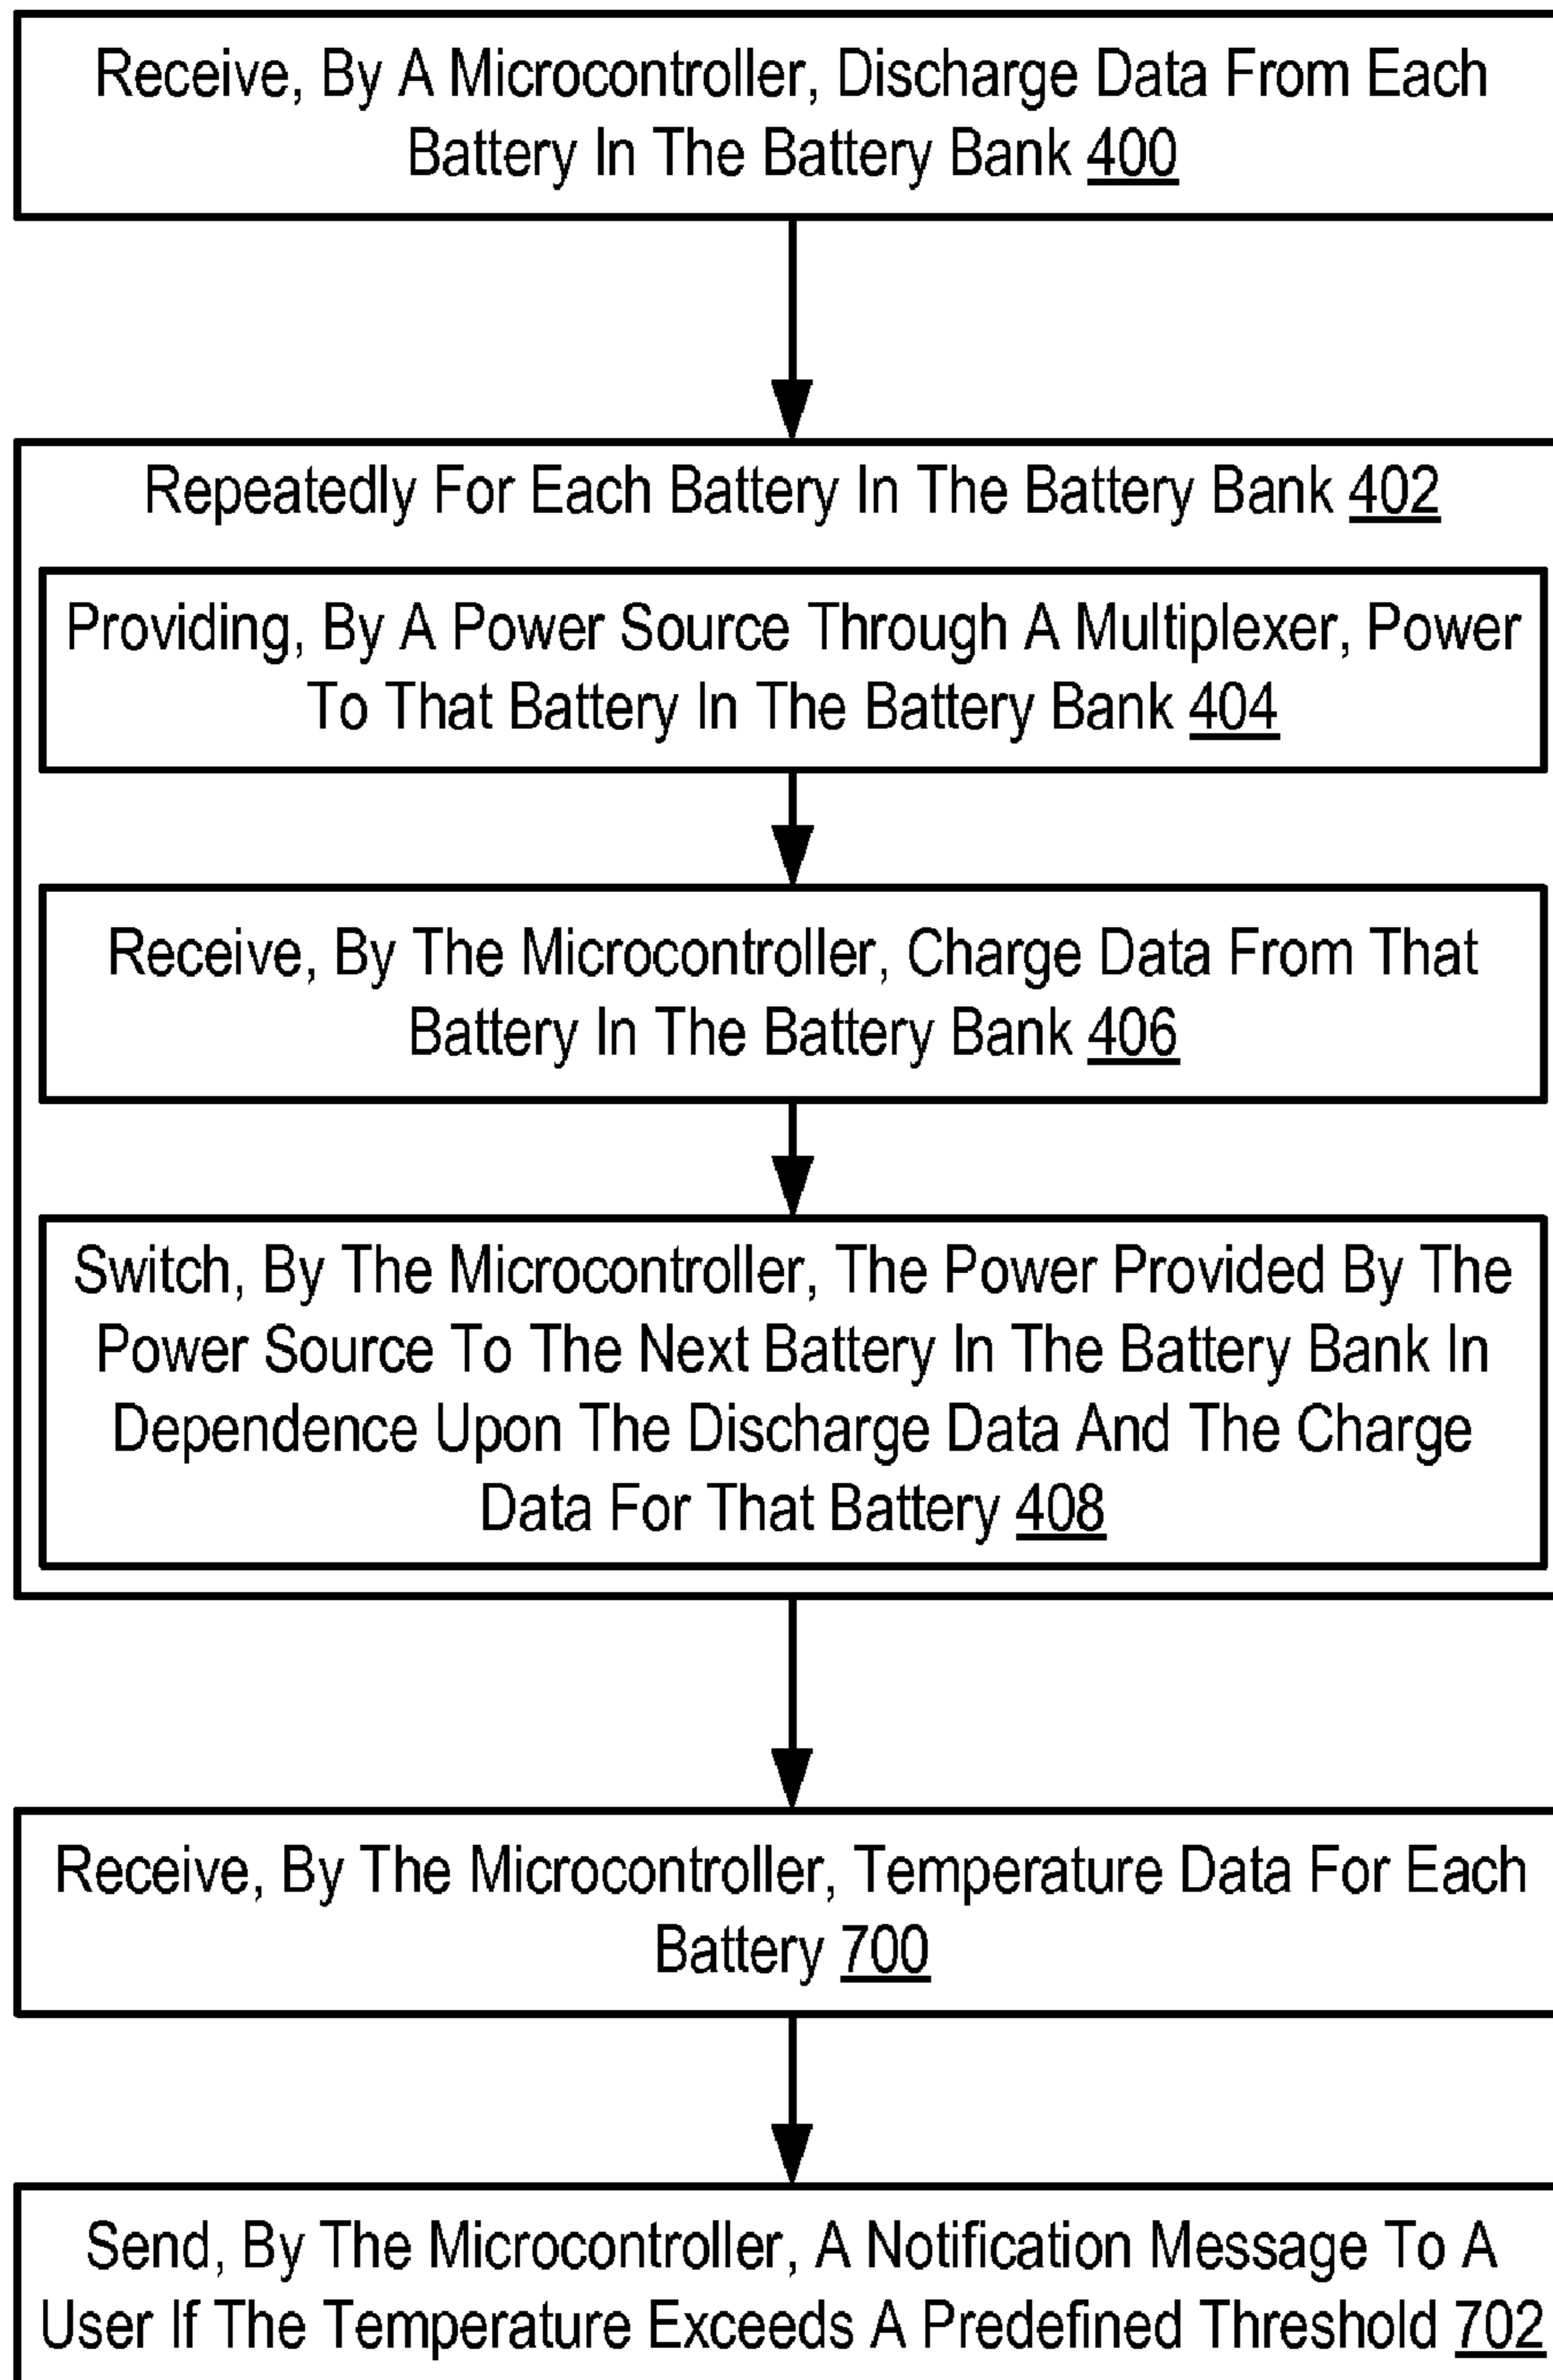 Receive, By A Microcontroller, Discharge Data From Each
Battery In The Battery Bank 400
Repeatedly For Each Battery In The Battery Bank 402
Providing, By A Power Source Through A Multiplexer, Power
To That Battery In The Battery Bank 404
Receive, By The Microcontroller, Charge Data From That
Battery In The Battery Bank 406
Switch, By The Microcontroller, The Power Provided By The
Power Source To The Next Battery In The Battery Bank In
Dependence Upon The Discharge Data And The Charge
Data For That Battery 408
Receive, By The Microcontroller, Temperature Data For Each
Battery 700
Send, By The Microcontroller, A Notification Message To A
User If The Temperature Exceeds A Predefined Threshold 702